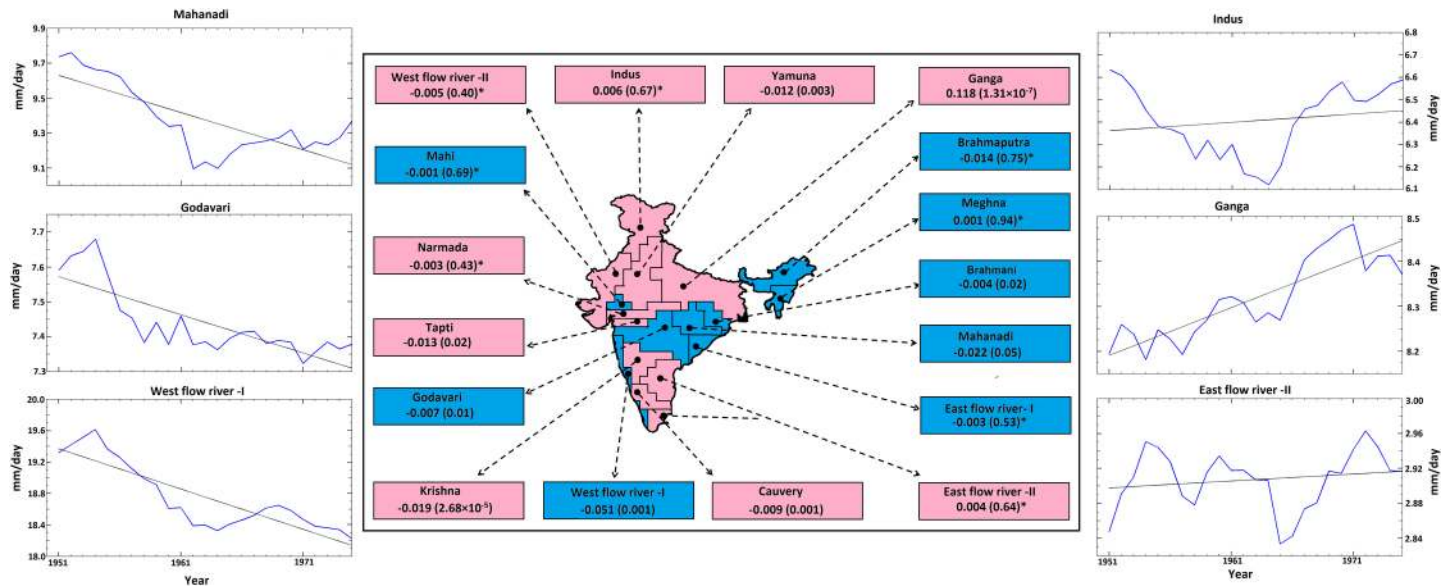 Mahanadi
9.9
9.7
9.5
9.3
9.1
mm/day
Godavari
7.7
7.6
7.5
7.4
7.3
mm/day
West flow river -I
20.0
19.6
19.2
18.8
18.4
18.0
mm/day
1951
1961
1971
Year
West flow river -II
-0.005 (0.40)*
Indus
0.006 (0.67)*
Yamuna
-0.012 (0.003)
Ganga
0.118 (1.31×10⁻⁷)
Mahi
-0.001 (0.69)*
Brahmaputra
-0.014 (0.75)*
Meghna
0.001 (0.94)*
Narmada
-0.003 (0.43)*
Brahmani
-0.004 (0.02)
Tapti
-0.013 (0.02)
Mahanadi
-0.022 (0.05)
Godavari
-0.007 (0.01)
East flow river- I
-0.003 (0.53)*
Krishna
-0.019 (2.68×10⁻⁵)
West flow river -I
-0.051 (0.001)
Cauvery
-0.009 (0.001)
East flow river -II
0.004 (0.64)*
Indus
6.8
6.7
6.6
6.5
6.4
6.3
6.2
6.1
mm/day
Ganga
8.5
8.4
8.3
8.2
mm/day
East flow river -II
3.00
2.96
2.92
2.88
2.84
mm/day
1951
1961
1971
Year